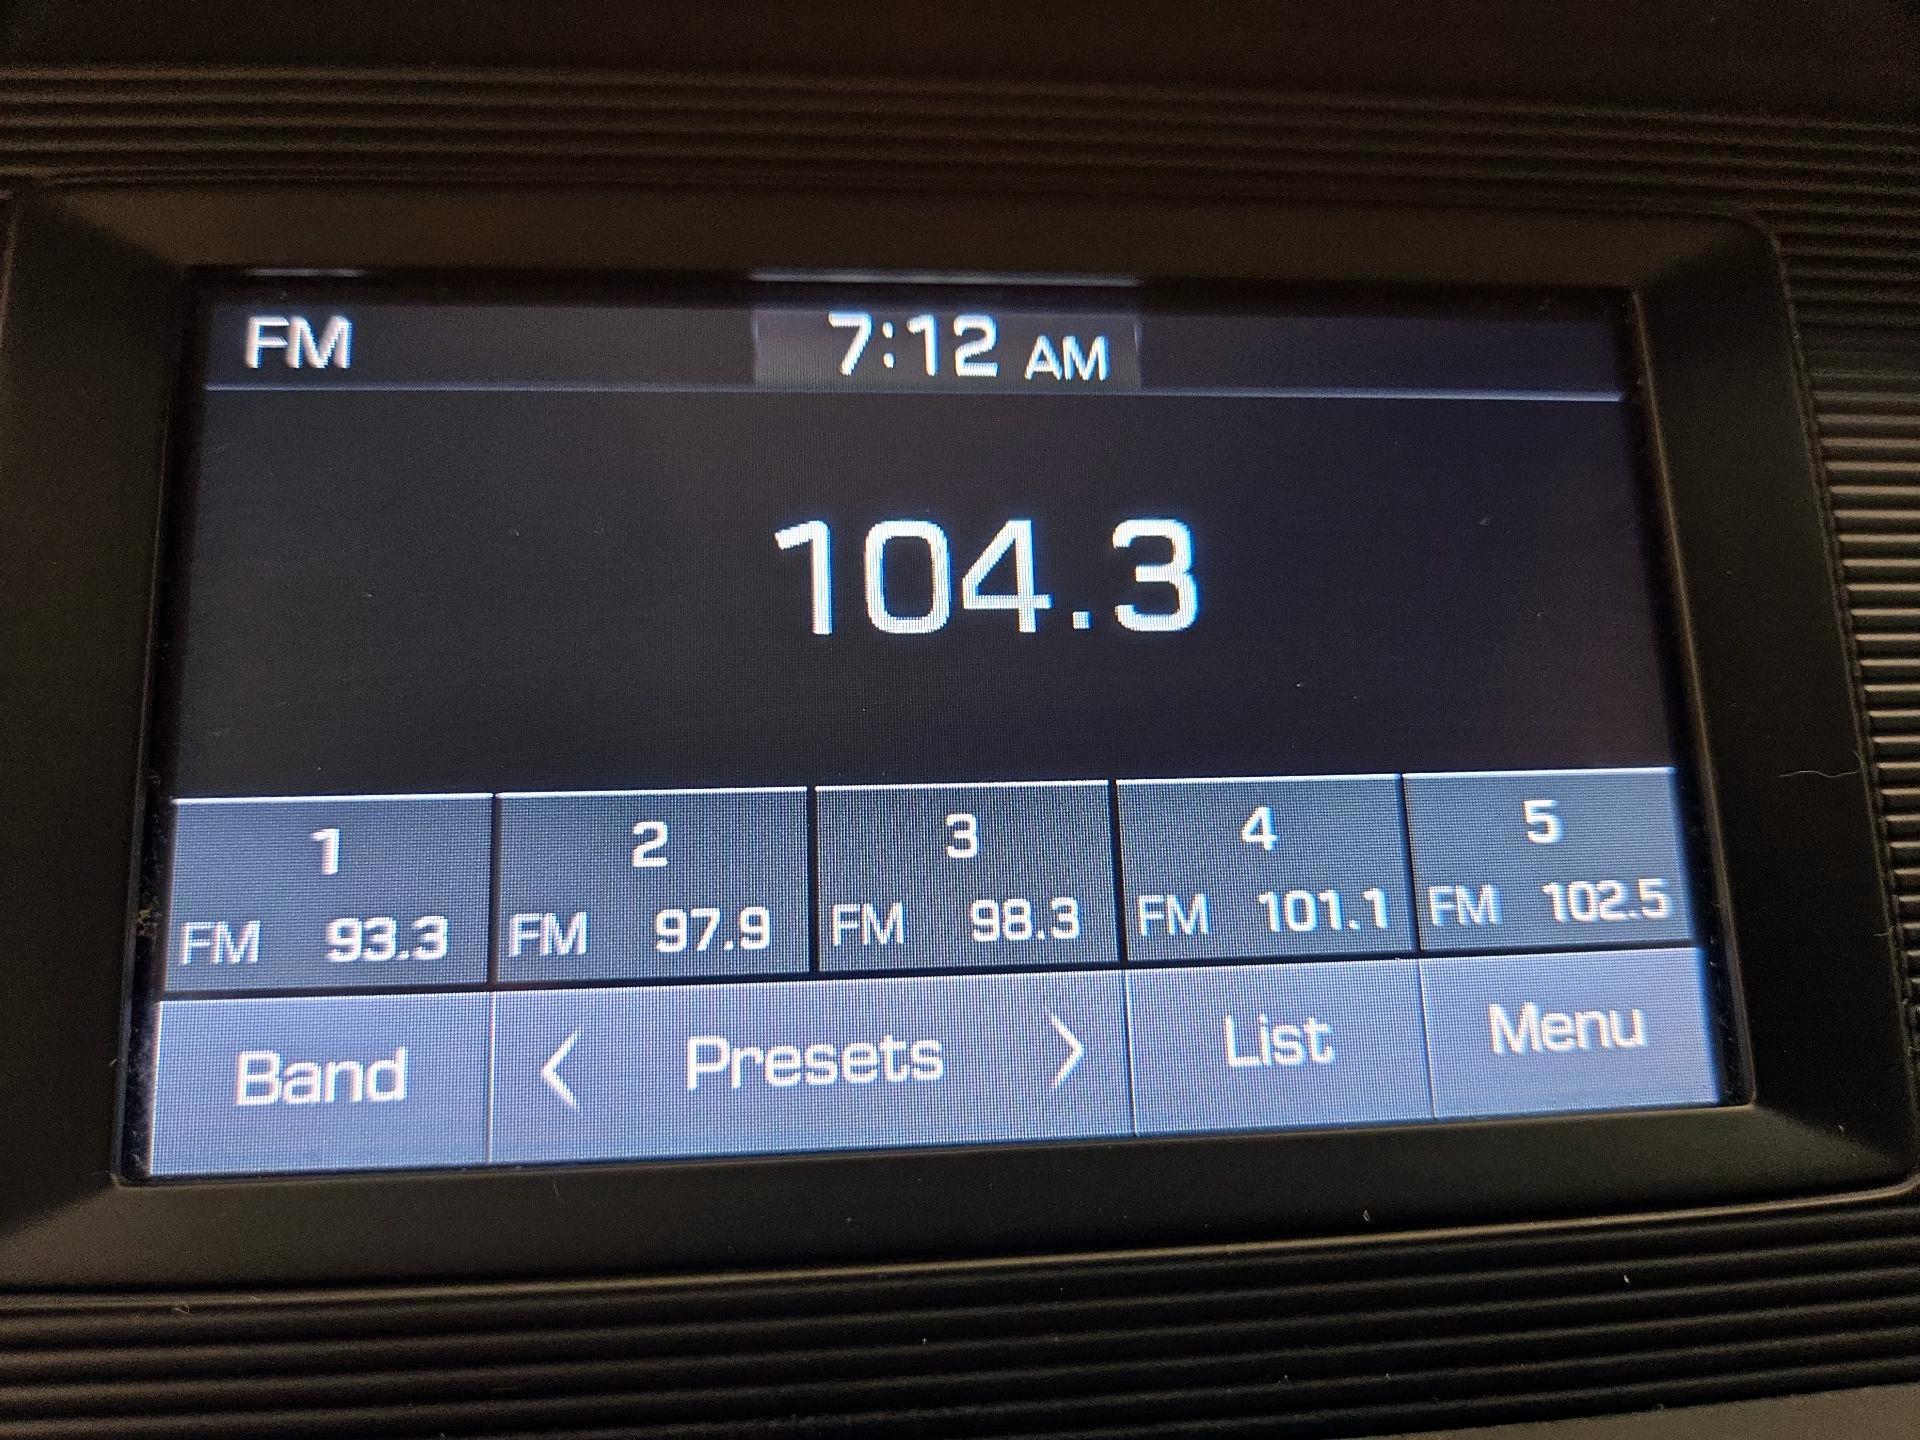 FM 7:12 AM
104.3
1 2 3 4 5
FM 93.3 FM 97.9 FM 98.3 FM 101.1 FM 102.5
Band < Presets > List Menu